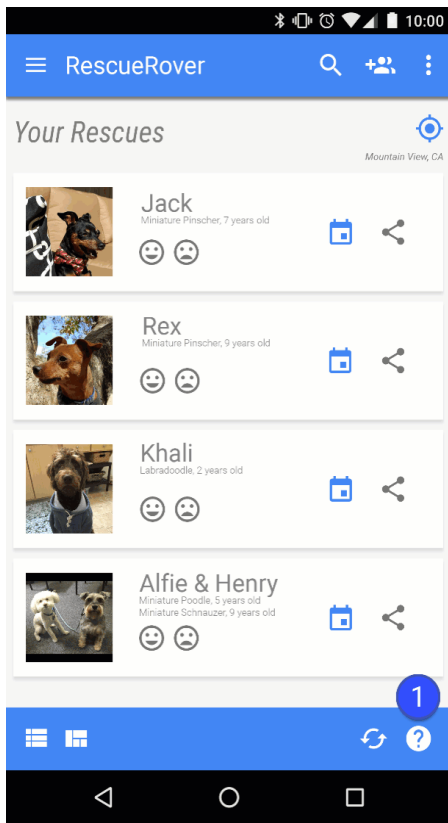 10:00
RescueRover
Your Rescues
Mountain View, CA
Jack
Miniature Pinscher, 7 years old
Rex
Miniature Pinscher, 9 years old
Khali
Labradoodle, 2 years old
Alfie & Henry
Miniature Poodle, 5 years old
Miniature Schnauzer, 9 years old
1